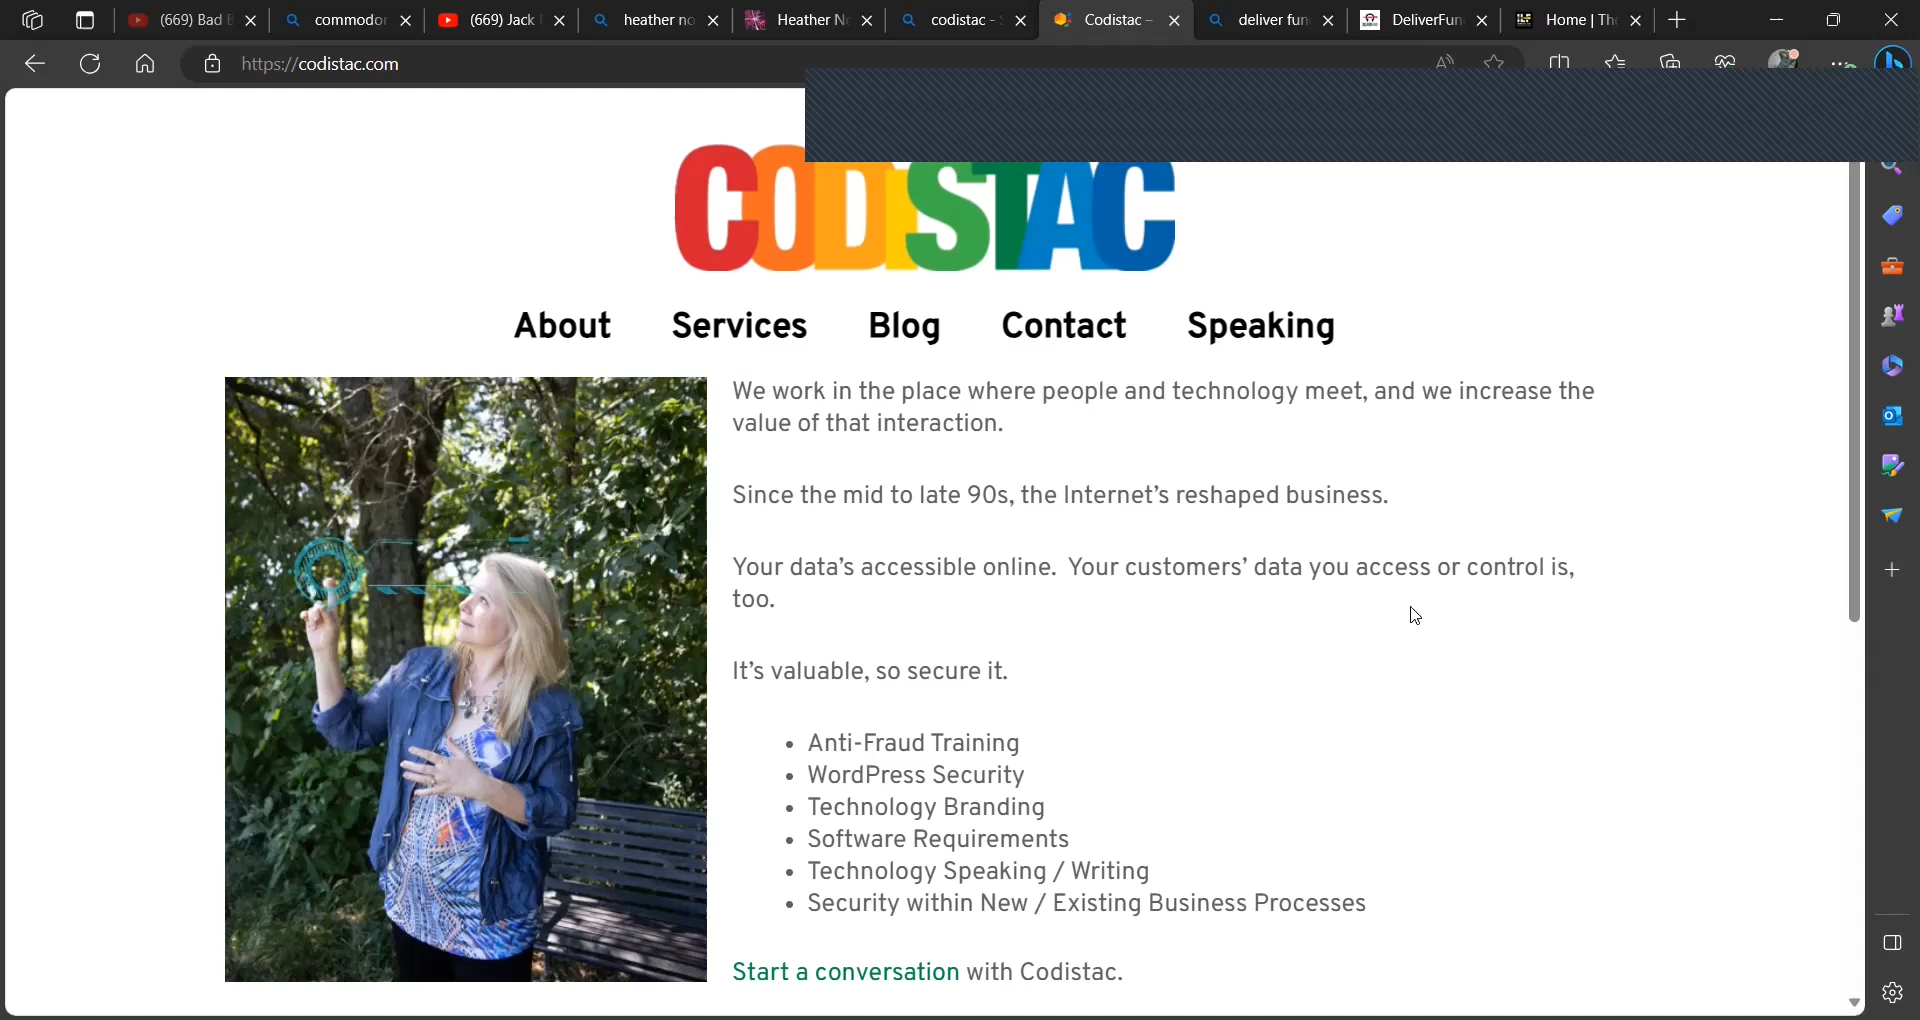 (669) Bad
commodor
(669) Jack
heather no
Heather N
codistac -
Codistac –
deliver fun
DeliverFun
Home | Th
https://codistac.com
CODiSTAC
About Services Blog Contact Speaking
We work in the place where people and technology meet, and we increase the
value of that interaction.
Since the mid to late 90s, the Internet’s reshaped business.
Your data’s accessible online. Your customers’ data you access or control is,
too.
It’s valuable, so secure it.
• Anti-Fraud Training
• WordPress Security
• Technology Branding
• Software Requirements
• Technology Speaking / Writing
• Security within New / Existing Business Processes
Start a conversation with Codistac.